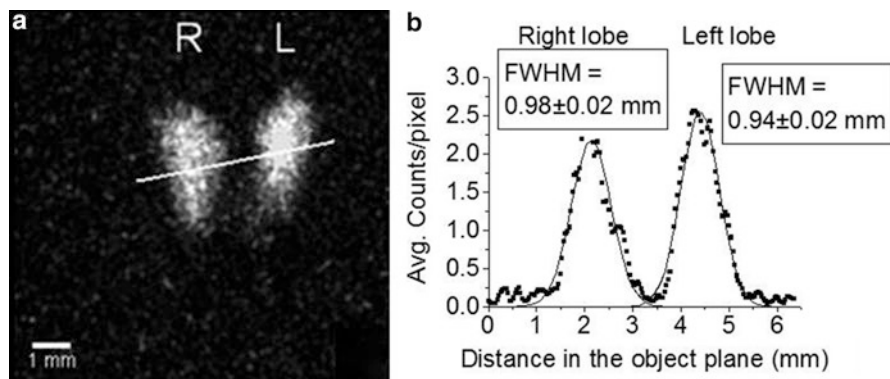 a
R L
1 mm
b
Right lobe Left lobe
FWHM =
0.98±0.02 mm
FWHM =
0.94±0.02 mm
Avg. Counts/pixel
3.0
2.5
2.0
1.5
1.0
0.5
0.0
0 1 2 3 4 5 6
Distance in the object plane (mm)